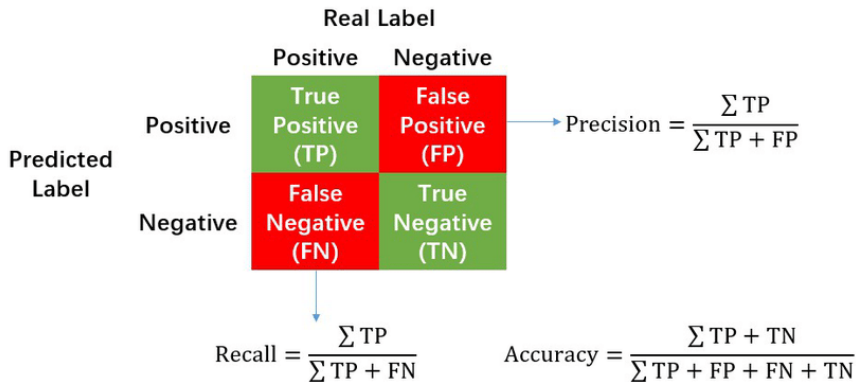 Real Label
Positive Negative
True Positive (TP)
False Positive (FP)
Positive
Precision = ∑ TP / ∑ TP + FP
Predicted Label
False Negative (FN)
True Negative (TN)
Negative
Recall = ∑ TP / ∑ TP + FN
Accuracy = ∑ TP + TN / ∑ TP + FP + FN + TN